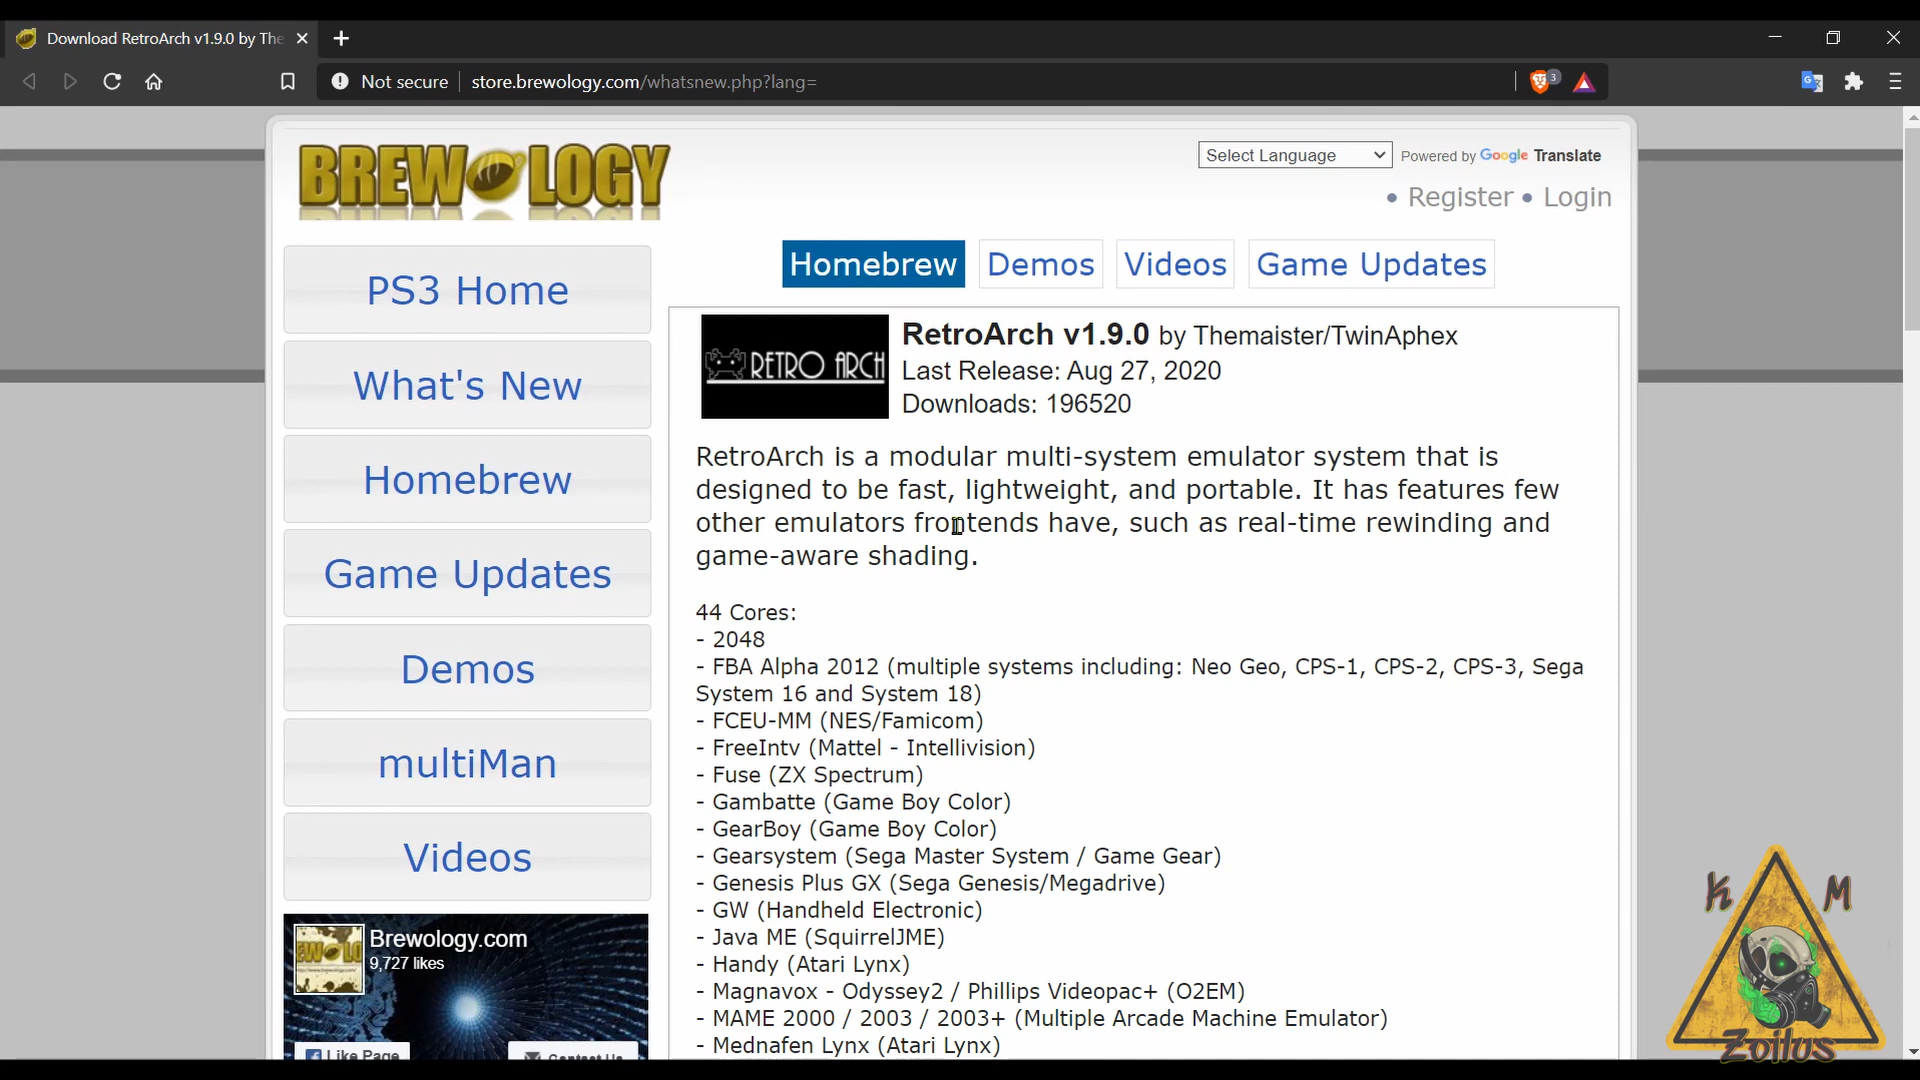 Download RetroArch v1.9.0 by The
Not secure
store.brewology.com/whatsnew.php?lang=
3
BREWOLOGY
Select Language
Powered by Google Translate
• Register • Login
Homebrew
Demos
Videos
Game Updates
PS3 Home
What's New
Homebrew
Game Updates
Demos
multiMan
Videos
RETRO ARCH
RetroArch v1.9.0 by Themaister/TwinAphex
Last Release: Aug 27, 2020
Downloads: 196520
RetroArch is a modular multi-system emulator system that is
designed to be fast, lightweight, and portable. It has features few
other emulators frontends have, such as real-time rewinding and
game-aware shading.
44 Cores:
- 2048
- FBA Alpha 2012 (multiple systems including: Neo Geo, CPS-1, CPS-2, CPS-3, Sega
System 16 and System 18)
- FCEU-MM (NES/Famicom)
- FreeIntv (Mattel - Intellivision)
- Fuse (ZX Spectrum)
- Gambatte (Game Boy Color)
- GearBoy (Game Boy Color)
- Gearsystem (Sega Master System / Game Gear)
- Genesis Plus GX (Sega Genesis/Megadrive)
- GW (Handheld Electronic)
- Java ME (SquirrelJME)
- Handy (Atari Lynx)
- Magnavox - Odyssey2 / Phillips Videopac+ (O2EM)
- MAME 2000 / 2003 / 2003+ (Multiple Arcade Machine Emulator)
- Mednafen Lynx (Atari Lynx)
Brewology.com
9,727 likes
Like Page
Contact Us
K M
Zoilus